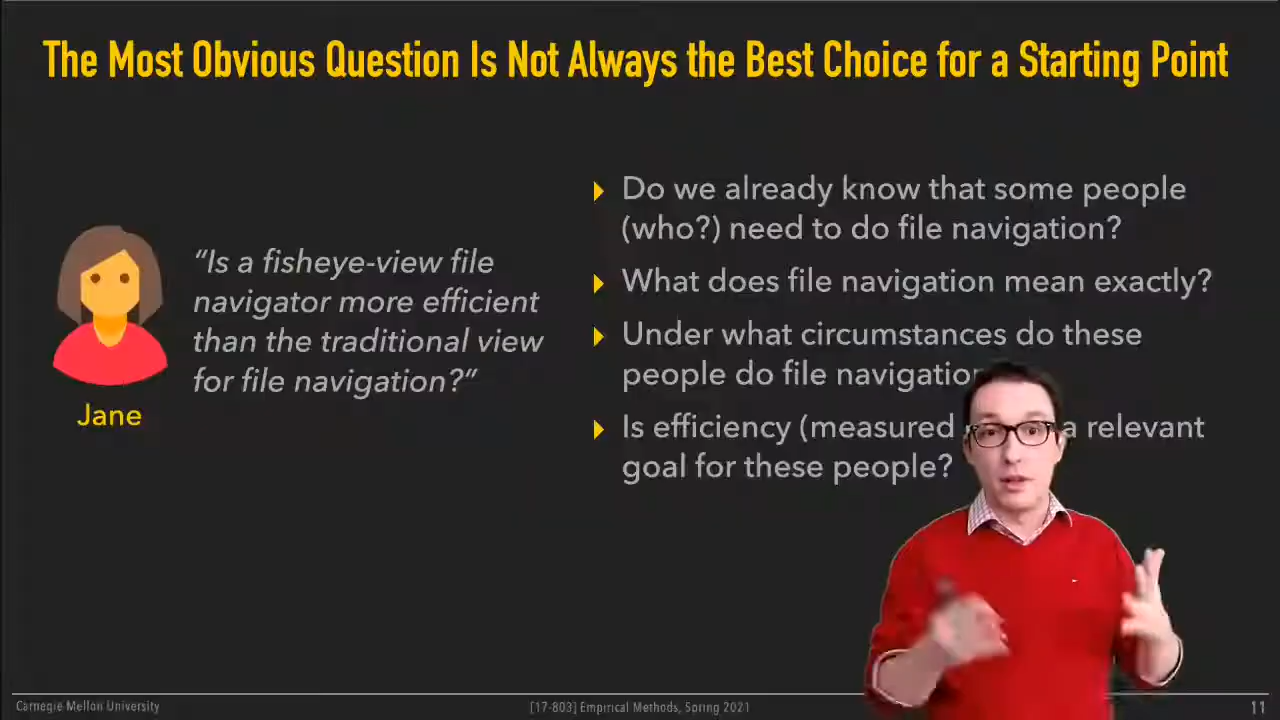 The Most Obvious Question Is Not Always the Best Choice for a Starting Point
“Is a fisheye-view file
navigator more efficient
than the traditional view
for file navigation?”
Jane
Do we already know that some people
(who?) need to do file navigation?
What does file navigation mean exactly?
Under what circumstances do these
people do file
Is efficiency (measured a relevant
goal for these people?
Carnegie Mellon University
[17-803] Empirical Methods, Spring 2021
11